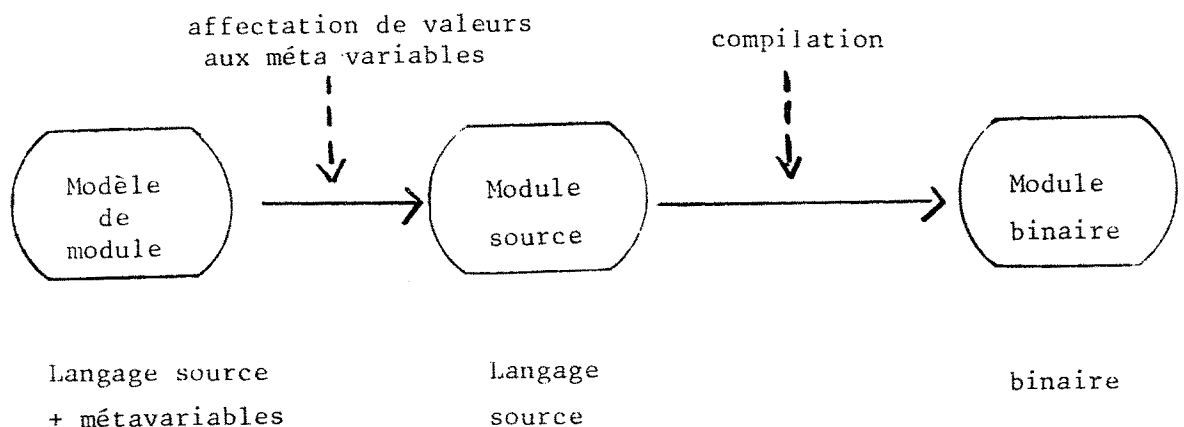 affectation de valeurs
aux méta variables
compilation
Modèle
de
module
Module
source
Module
binaire
Langage source
+ métavariables
Langage
source
binaire